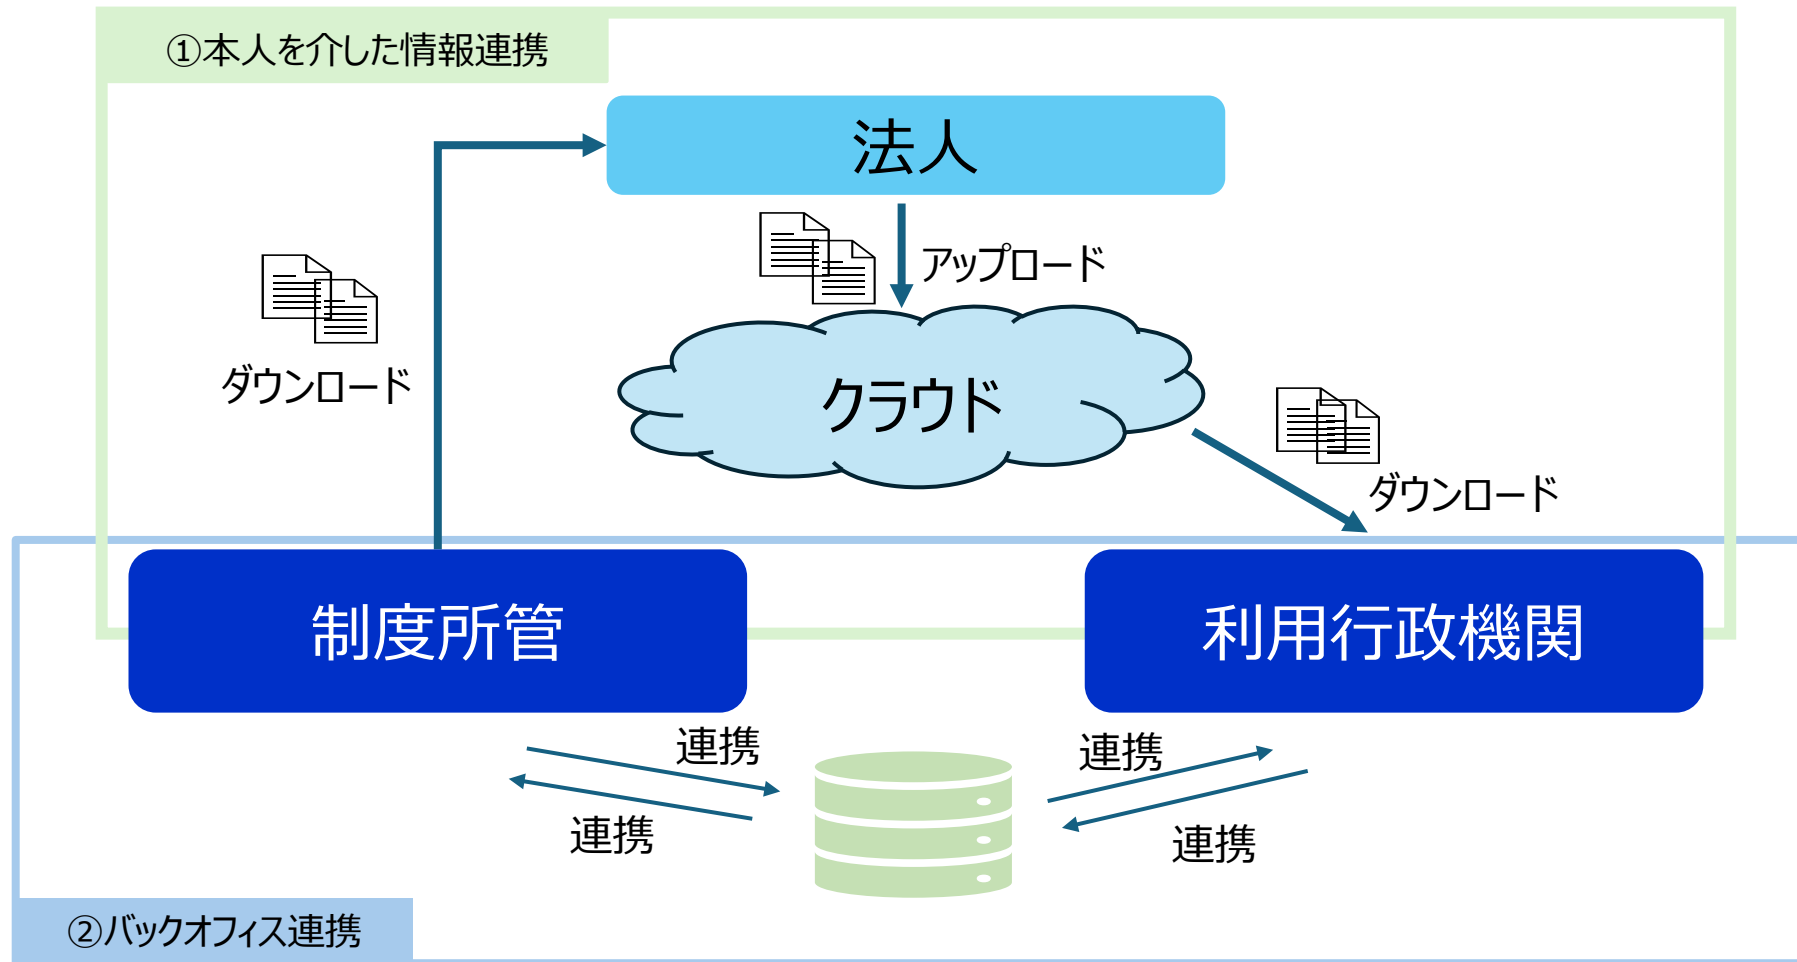 ①本人を介した情報連携
法人
アップロード
ダウンロード
クラウド
ダウンロード
制度所管
利用行政機関
連携
連携
連携
連携
②バックオフィス連携